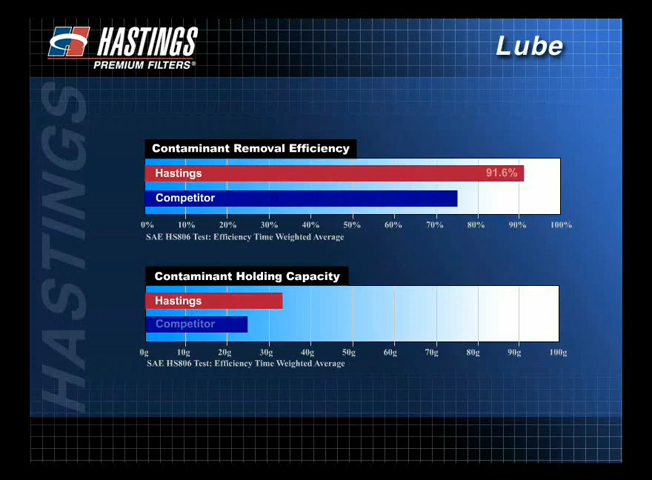 HASTINGS
PREMIUM FILTERS®
Lube
HASTINGS
Contaminant Removal Efficiency
Hastings 91.6%
Competitor
0% 10% 20% 30% 40% 50% 60% 70% 80% 90% 100%
SAE HS806 Test: Efficiency Time Weighted Average
Contaminant Holding Capacity
Hastings
Competitor
0g 10g 20g 30g 40g 50g 60g 70g 80g 90g 100g
SAE HS806 Test: Efficiency Time Weighted Average